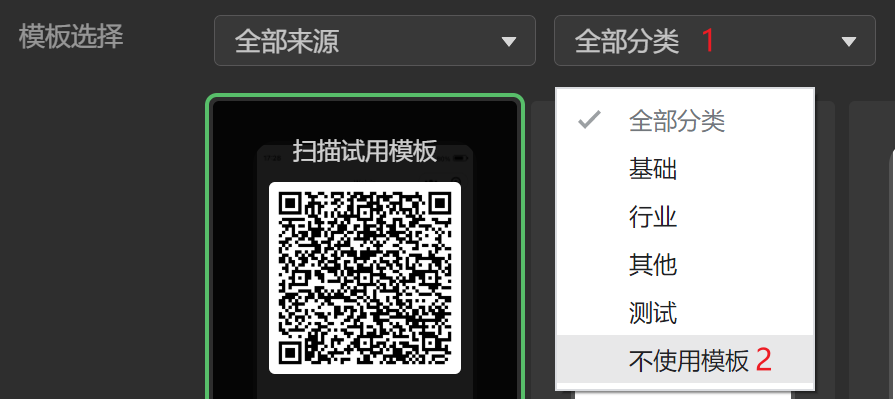 模板选择
全部来源
全部分类 1
扫描试用模板
全部分类
基础
行业
其他
测试
不使用模板 2